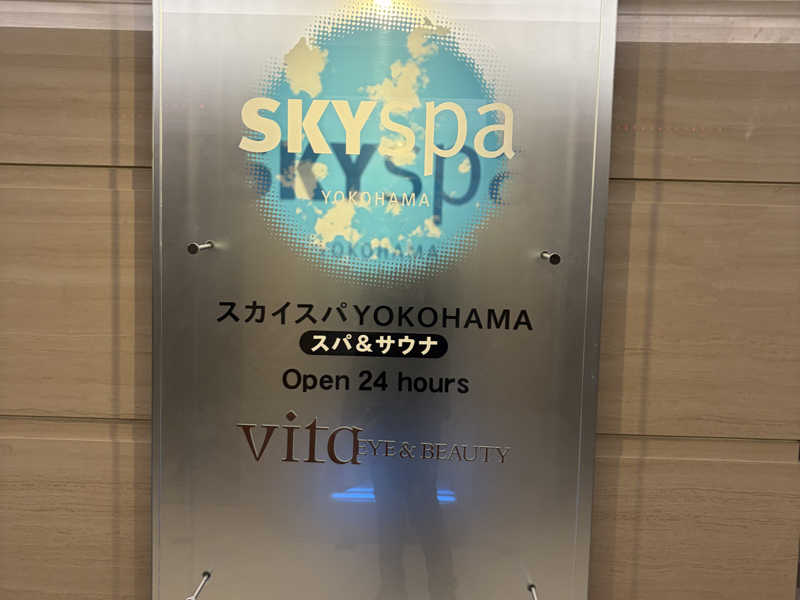 SKYspa
YOKOHAMA
スカイスパYOKOHAMA
スパ&サウナ
Open 24 hours
vita EYE & BEAUTY